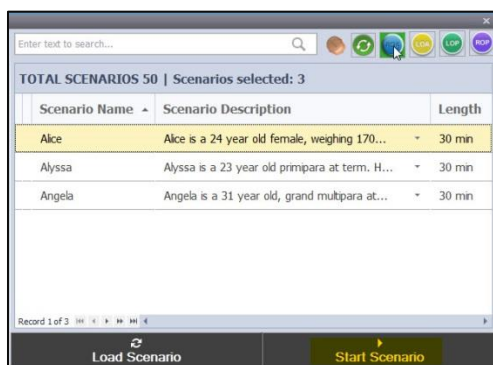 Enter text to search...
LOA LOP ROP
TOTAL SCENARIOS 50 | Scenarios selected: 3
Scenario Name Scenario Description Length
Alice Alice is a 24 year old female, weighing 170... 30 min
Alyssa Alyssa is a 23 year old primipara at term. H... 30 min
Angela Angela is a 31 year old, grand multipara at... 30 min
Record 1 of 3
Load Scenario Start Scenario